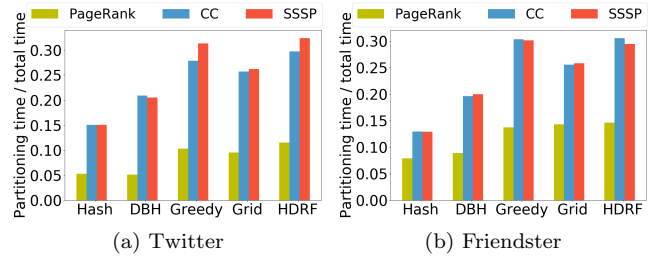 PageRank CC SSSP
Partitioning time / total time
0.30
0.25
0.20
0.15
0.10
0.05
0.00
Hash DBH Greedy Grid HDRF
(a) Twitter
PageRank CC SSSP
Partitioning time / total time
0.30
0.25
0.20
0.15
0.10
0.05
0.00
Hash DBH Greedy Grid HDRF
(b) Friendster